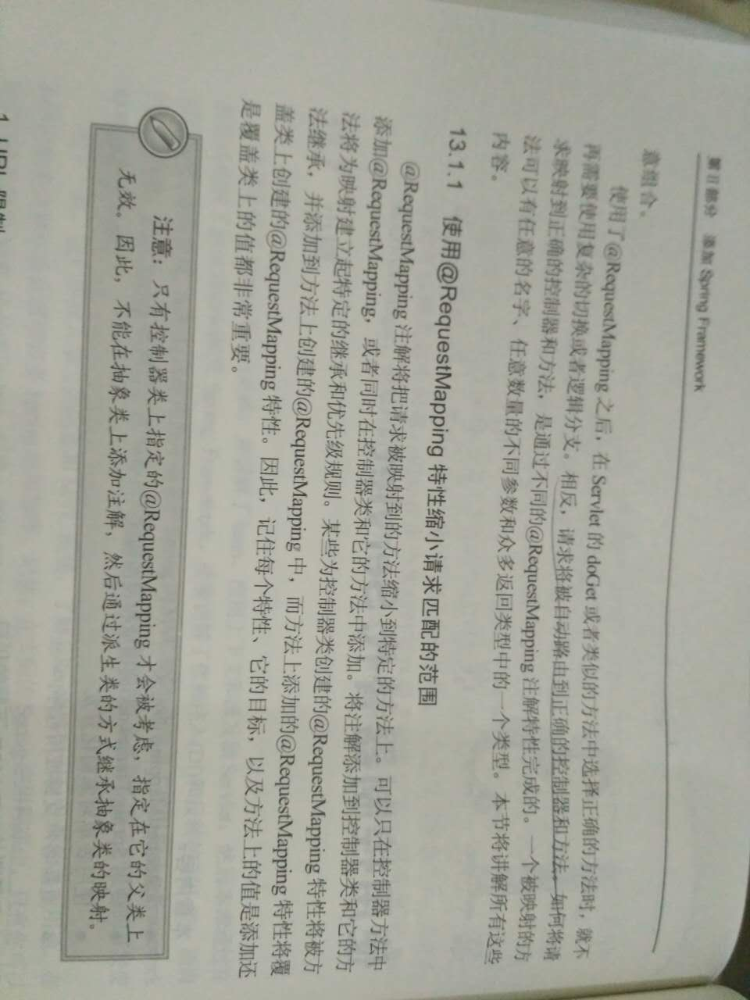 第 II 部分 添加 Spring Framework
意组合。
使用了@RequestMapping 之后，在 Servlet 的 doGet 或者类似的方法中选择正确的方法时，就不
再需要使用复杂的切换或者逻辑分支。相反，请求将被自动路由到正确的控制器和方法。如何将请
求映射到正确的控制器和方法，是通过不同的@RequestMapping 注解特性完成的。一个被映射的方
法可以有任意的名字、任意数量的不同参数和众多返回类型中的一个类型。本节将讲解所有这些
内容。
13.1.1 使用@RequestMapping 特性缩小请求匹配的范围
@RequestMapping 注解将把请求被映射到的方法缩小到特定的方法上。可以只在控制器方法中
添加@RequestMapping，或者同时在控制器类和它的方法中添加。将注解添加到控制器类和它的方
法将为映射建立起特定的继承和优先级规则。某些为控制器类创建的@RequestMapping 特性将被方
法继承，并添加到方法上创建的@RequestMapping 中，而方法上添加的@RequestMapping 特性将覆
盖类上创建的@RequestMapping 特性。因此，记住每个特性、它的目标，以及方法上的值是添加还
是覆盖类上的值都非常重要。
注意：只有控制器类上指定的@RequestMapping 才会被考虑，指定在它的父类上
无效。因此，不能在抽象类上添加注解，然后通过派生类的方式继承抽象类的映射。
1. URL 限制